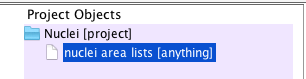 Project Objects
Nuclei [project]
nuclei area lists [anything]